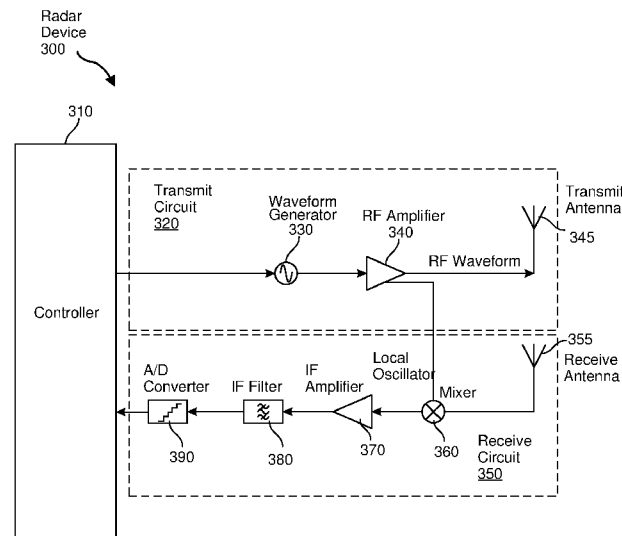 Radar
Device
300
310
Transmit
Circuit
320
Waveform
Generator
330
RF Amplifier
340
RF Waveform
Transmit
Antenna
345
Controller
A/D
Converter
390
IF Filter
380
IF
Amplifier
370
Local
Oscillator
Mixer
360
355
Receive
Antenna
Receive
Circuit
350